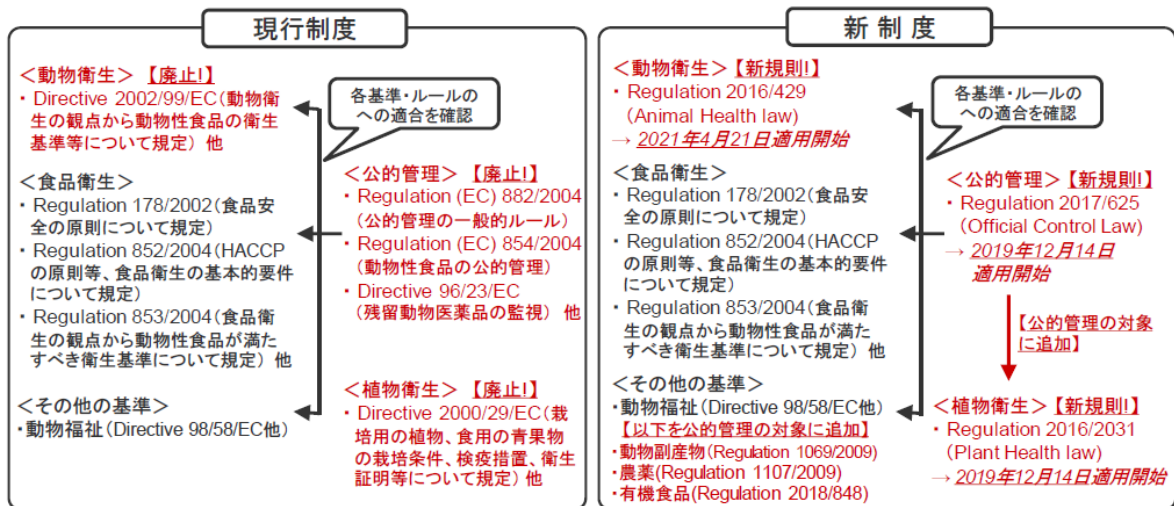 現行制度
<動物衛生> 【廃止!】
・Directive 2002/99/EC(動物衛
生の観点から動物性食品の衛生
基準等について規定) 他
各基準・ルールの
への適合を確認
<食品衛生>
・Regulation 178/2002(食品安
全の原則について規定)
・Regulation 852/2004(HACCP
の原則等、食品衛生の基本的要件
について規定)
・Regulation 853/2004(食品衛
生の観点から動物性食品が満た
すべき衛生基準について規定) 他
<その他の基準>
・動物福祉(Directive 98/58/EC他)
<公的管理> 【廃止!】
・Regulation (EC) 882/2004
(公的管理の一般的ルール)
・Regulation (EC) 854/2004
(動物性食品の公的管理)
・Directive 96/23/EC
(残留動物医薬品の監視) 他
<植物衛生> 【廃止!】
・Directive 2000/29/EC(栽
培用の植物、食用の青果物
の栽培条件、検疫措置、衛生
証明等について規定) 他
新制度
<動物衛生> 【新規則!】
・Regulation 2016/429
(Animal Health law)
→ 2021年4月21日適用開始
各基準・ルールの
への適合を確認
<食品衛生>
・Regulation 178/2002(食品安
全の原則について規定)
・Regulation 852/2004(HACCP
の原則等、食品衛生の基本的要件
について規定)
・Regulation 853/2004(食品衛
生の観点から動物性食品が満た
すべき衛生基準について規定) 他
<その他の基準>
・動物福祉(Directive 98/58/EC他)
【以下を公的管理の対象に追加】
・動物副産物(Regulation 1069/2009)
・農薬(Regulation 1107/2009)
・有機食品(Regulation 2018/848)
<公的管理> 【新規則!】
・Regulation 2017/625
(Official Control Law)
→ 2019年12月14日
適用開始
【公的管理の対象
に追加】
<植物衛生> 【新規則!】
・Regulation 2016/2031
(Plant Health law)
→ 2019年12月14日適用開始